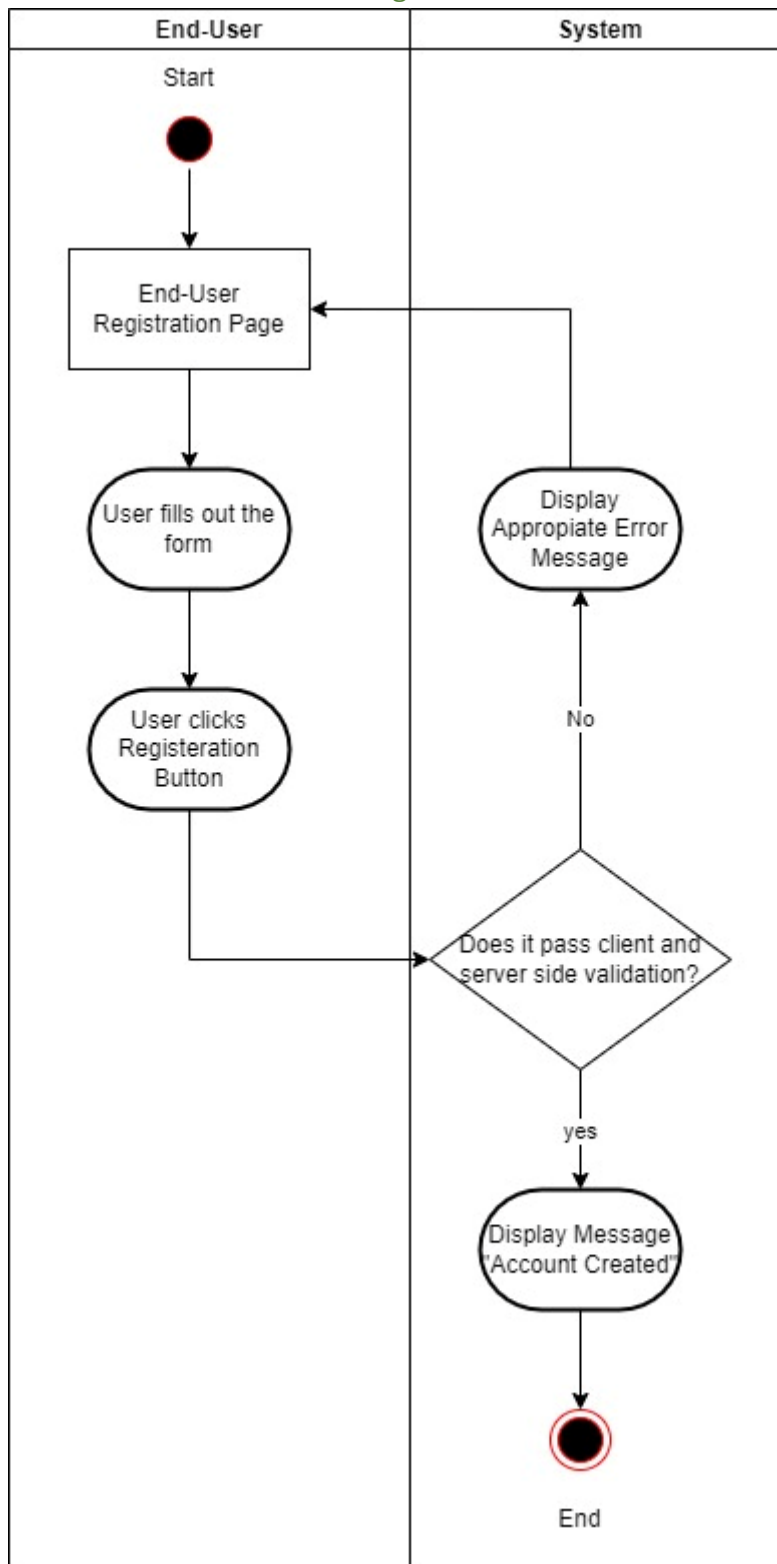 End-User
System
Start
End-User
Registration Page
User fills out the
form
Display
Appropiate Error
Message
User clicks
Registeration
Button
No
Does it pass client and
server side validation?
yes
Display Message
"Account Created"
End